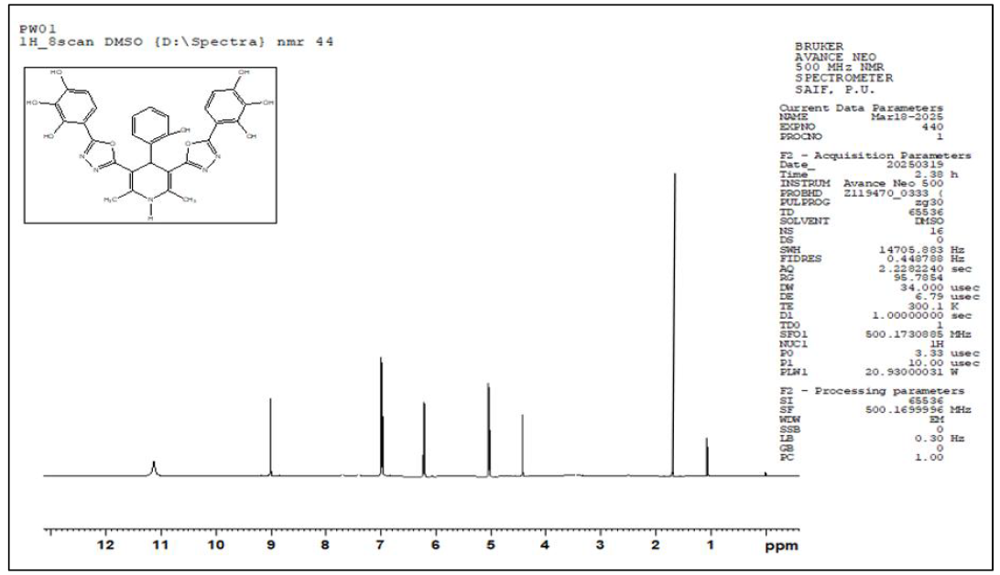 PW01
1H_8scan DMSO {D:\Spectra} nmr 44
HO
OH
HO
OH
HO
OH
OH
O
O
N
N
N
N
H₃C
N
CH₃
H
BRUKER
AVANCE NEO
500 MHz NMR
SPECTROMETER
SAIF, P.U.
Current Data Parameters
NAME Mar18-2025
EXPNO 440
PROCNO 1
F2 - Acquisition Parameters
Date_ 20250319
Time 2.38 h
INSTRUM Avance Neo 500
PROBHD Z119470_0333 (
PULPROG zg30
TD 65536
SOLVENT DMSO
NS 16
DS 0
SWH 14705.883 Hz
FIDRES 0.448788 Hz
AQ 2.2282240 sec
RG 95.7854
DW 34.000 usec
DE 6.79 usec
TE 300.1 K
D1 1.00000000 sec
TD0 1
SFO1 500.1730885 MHz
NUC1 1H
P0 3.33 usec
P1 10.00 usec
PLW1 20.93000031 W
F2 - Processing parameters
SI 65536
SF 500.1699996 MHz
WDW EM
SSB 0
LB 0.30 Hz
GB 0
PC 1.00
12 11 10 9 8 7 6 5 4 3 2 1 ppm